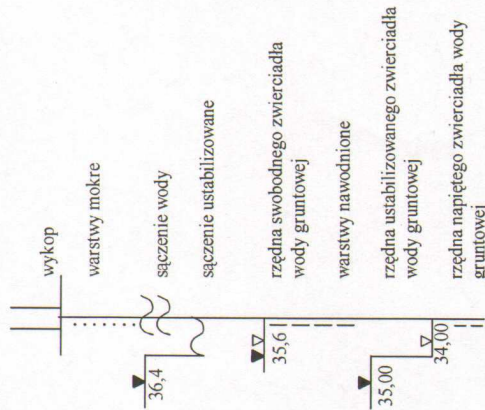 wykop
warstwy mokre
sączenie wody
36,4
sączenie ustabilizowane
rzędna swobodnego zwierciadła
wody gruntowej
35,6
warstwy nawodnione
rzędna ustabilizowanego zwierciadła
wody gruntowej
35,00
rzędna napiętego zwierciadła wody
gruntowej
34,00